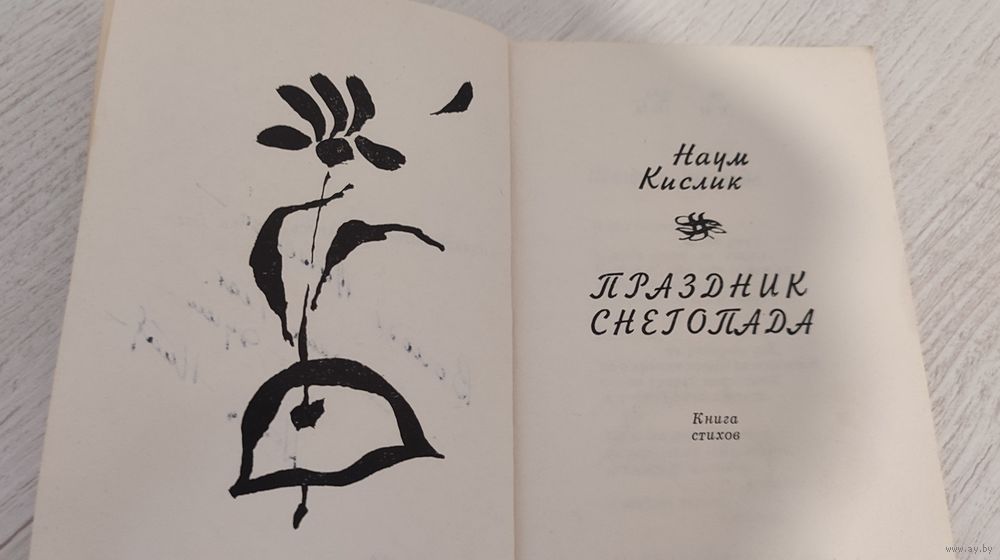 Наум
Кислик
ПРАЗДНИК
СНЕГОПАДА
Книга
стихов
www.ay.by